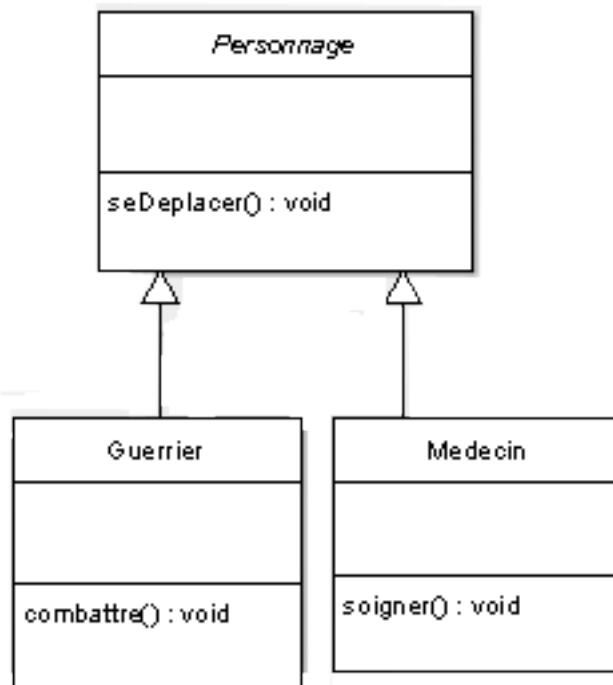 Personnage
seDeplacer() : void
Guerrier
combattre() : void
Medecin
soigner() : void